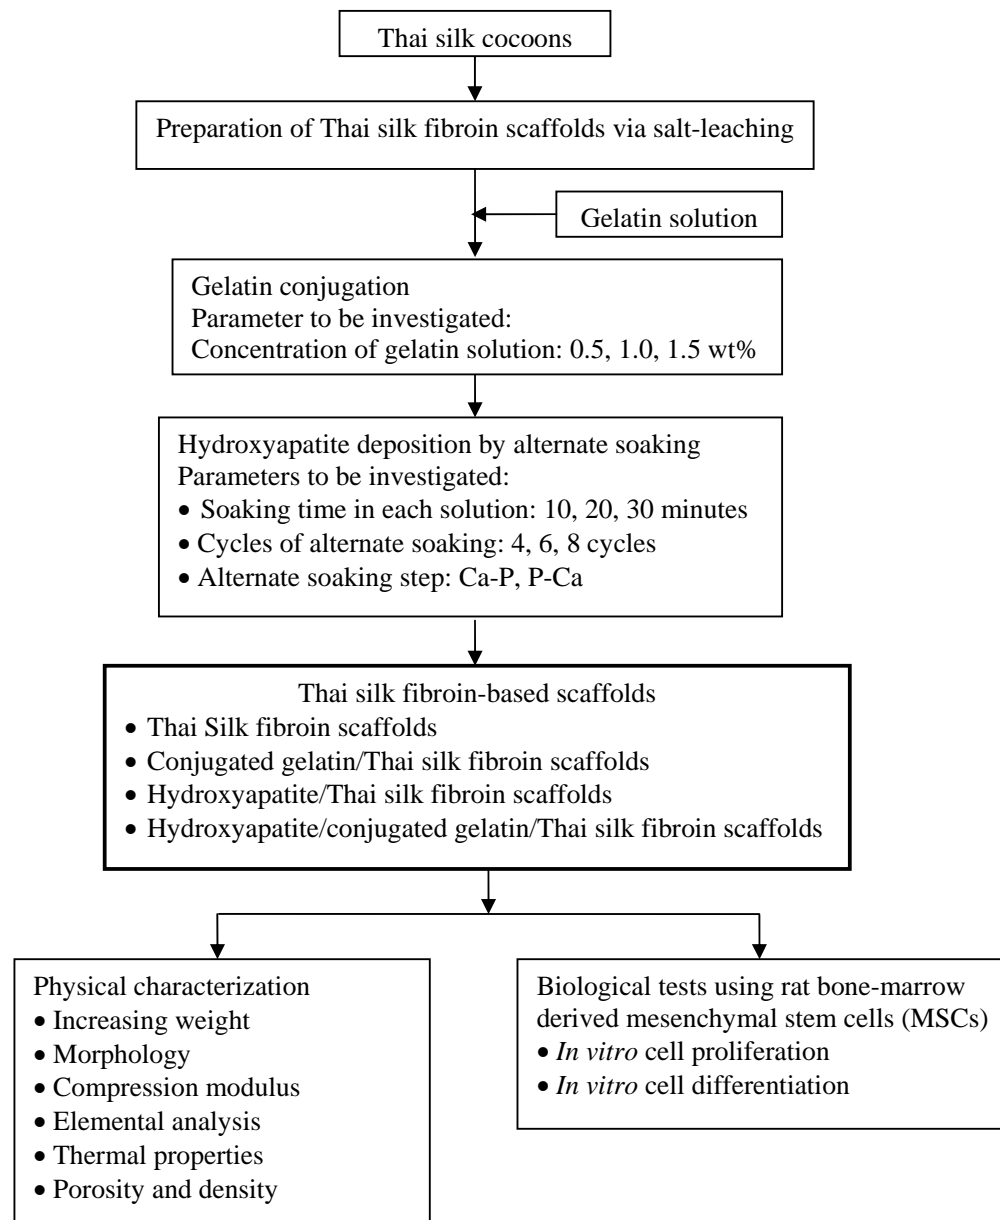 Thai silk cocoons
Preparation of Thai silk fibroin scaffolds via salt-leaching
Gelatin solution
Gelatin conjugation
Parameter to be investigated:
Concentration of gelatin solution: 0.5, 1.0, 1.5 wt%
Hydroxyapatite deposition by alternate soaking
Parameters to be investigated:
• Soaking time in each solution: 10, 20, 30 minutes
• Cycles of alternate soaking: 4, 6, 8 cycles
• Alternate soaking step: Ca-P, P-Ca
Thai silk fibroin-based scaffolds
• Thai Silk fibroin scaffolds
• Conjugated gelatin/Thai silk fibroin scaffolds
• Hydroxyapatite/Thai silk fibroin scaffolds
• Hydroxyapatite/conjugated gelatin/Thai silk fibroin scaffolds
Physical characterization
• Increasing weight
• Morphology
• Compression modulus
• Elemental analysis
• Thermal properties
• Porosity and density
Biological tests using rat bone-marrow
derived mesenchymal stem cells (MSCs)
• In vitro cell proliferation
• In vitro cell differentiation